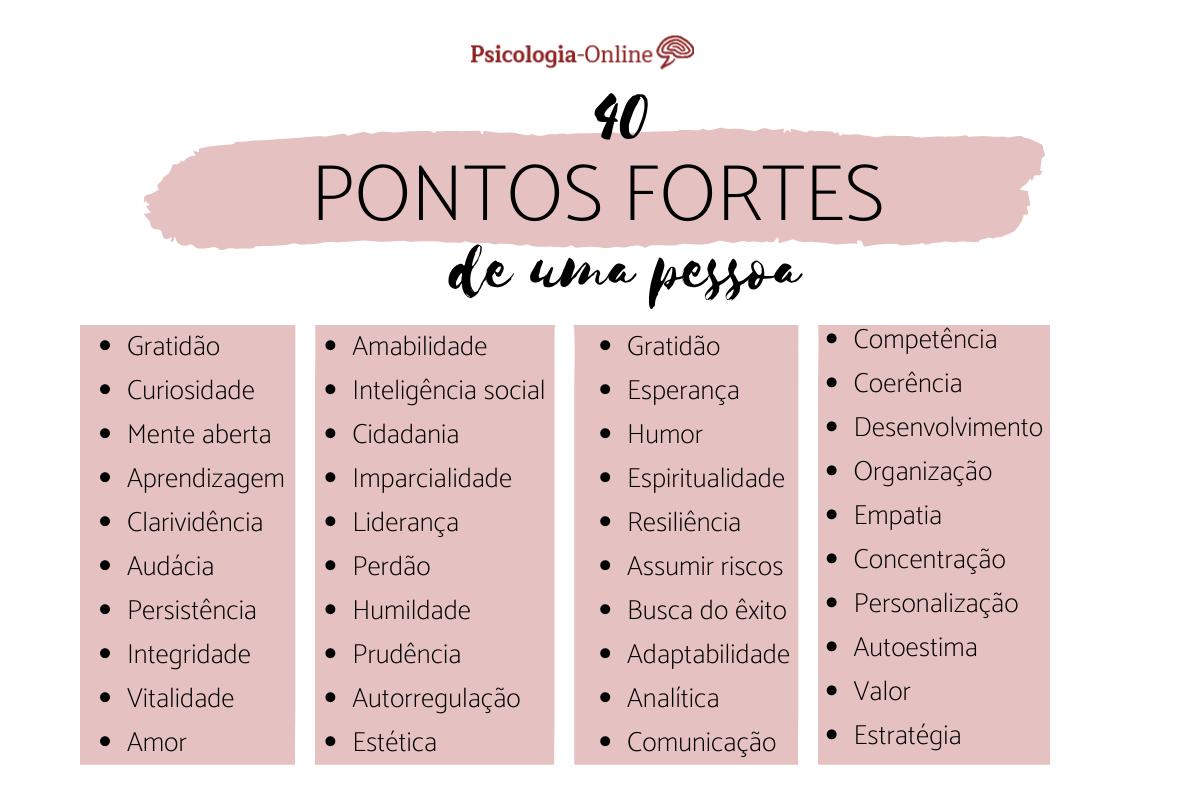 Psicologia-Online
40
PONTOS FORTES
de uma pessoa
Gratidão
Curiosidade
Mente aberta
Aprendizagem
Clarividência
Audácia
Persistência
Integridade
Vitalidade
Amor
Amabilidade
Inteligência social
Cidadania
Imparcialidade
Liderança
Perdão
Humildade
Prudência
Autorregulação
Estética
Gratidão
Esperança
Humor
Espiritualidade
Resiliência
Assumir riscos
Busca do êxito
Adaptabilidade
Analítica
Comunicação
Competência
Coerência
Desenvolvimento
Organização
Empatia
Concentração
Personalização
Autoestima
Valor
Estratégia